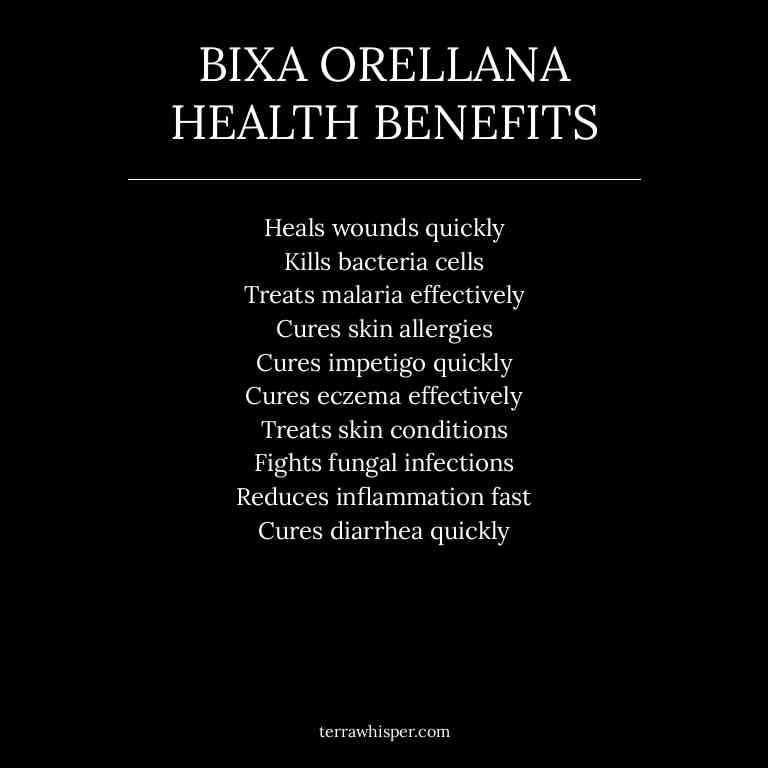 BIXA ORELLANA
HEALTH BENEFITS
Heals wounds quickly
Kills bacteria cells
Treats malaria effectively
Cures skin allergies
Cures impetigo quickly
Cures eczema effectively
Treats skin conditions
Fights fungal infections
Reduces inflammation fast
Cures diarrhea quickly
terrawhisper.com